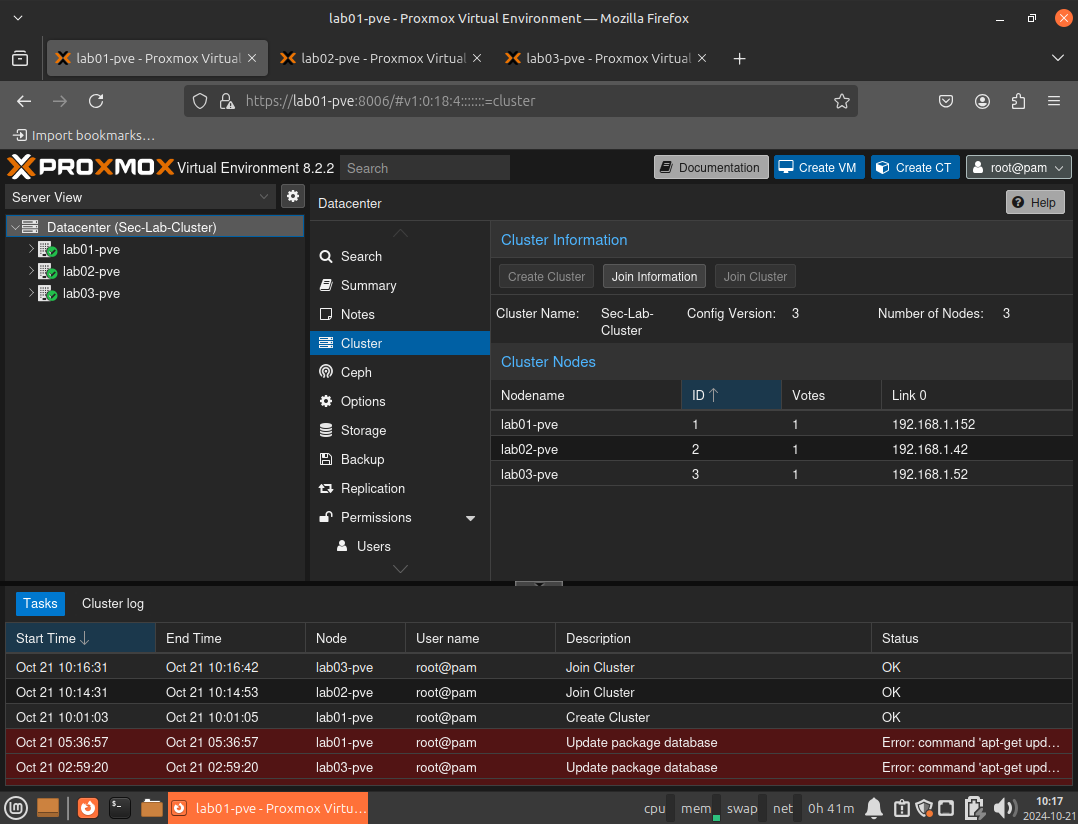 lab01-pve - Proxmox Virtual Environment — Mozilla Firefox
lab01-pve - Proxmox Virtual
lab02-pve - Proxmox Virtual
lab03-pve - Proxmox Virtual
https://lab01-pve:8006/#v1:0:18:4:::::::=cluster
Import bookmarks…
PROXMOX Virtual Environment 8.2.2 Search Documentation Create VM Create CT root@pam
Server View
Datacenter Help
Datacenter (Sec-Lab-Cluster)
lab01-pve
lab02-pve
lab03-pve
Search
Summary
Notes
Cluster
Ceph
Options
Storage
Backup
Replication
Permissions
Users
Cluster Information
Create Cluster Join Information Join Cluster
Cluster Name: Sec-Lab- Config Version: 3 Number of Nodes: 3
Cluster
Cluster Nodes
Nodename ID Votes Link 0
lab01-pve 1 1 192.168.1.152
lab02-pve 2 1 192.168.1.42
lab03-pve 3 1 192.168.1.52
Tasks Cluster log
Start Time End Time Node User name Description Status
Oct 21 10:16:31 Oct 21 10:16:42 lab03-pve root@pam Join Cluster OK
Oct 21 10:14:31 Oct 21 10:14:53 lab02-pve root@pam Join Cluster OK
Oct 21 10:01:03 Oct 21 10:01:05 lab01-pve root@pam Create Cluster OK
Oct 21 05:36:57 Oct 21 05:36:57 lab01-pve root@pam Update package database Error: command 'apt-get upd…
Oct 21 02:59:20 Oct 21 02:59:20 lab03-pve root@pam Update package database Error: command 'apt-get upd…
lab01-pve - Proxmox Virtu… cpu mem swap net 0h 41m 10:17
2024-10-21